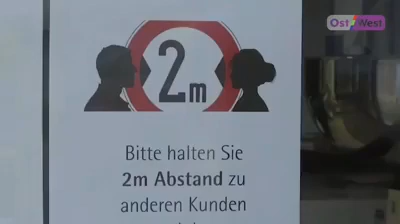 Ost West
2m
Bitte halten Sie
2m Abstand zu
anderen Kunden